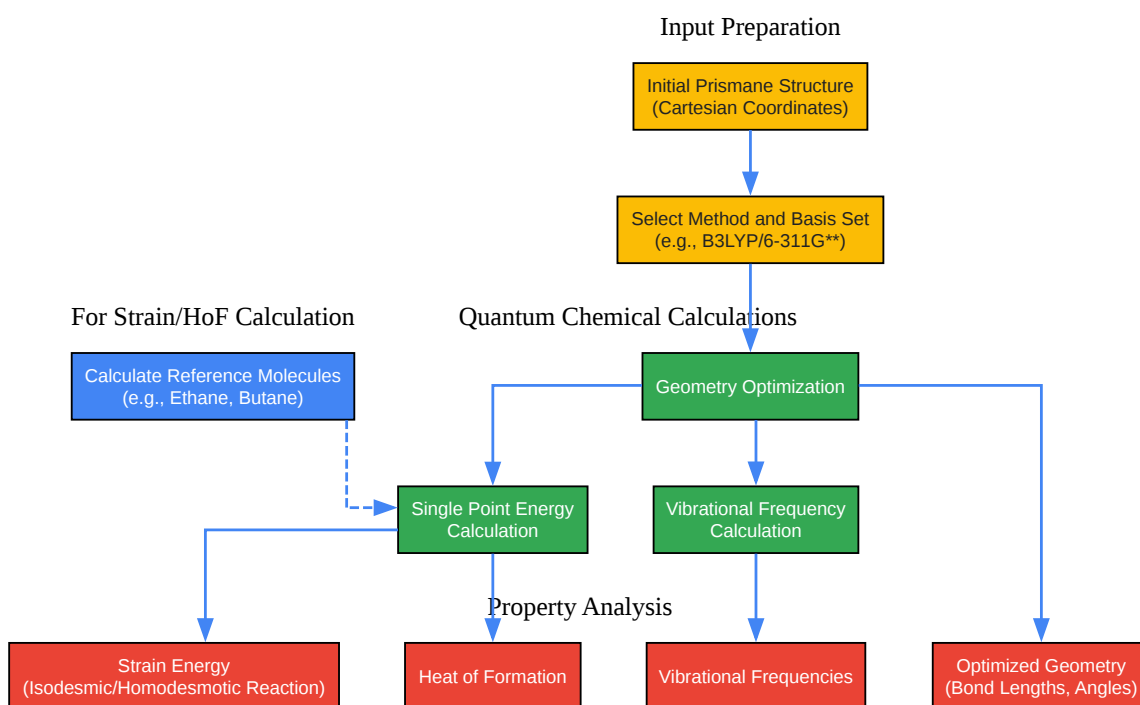 Input Preparation
Initial Prismane Structure
(Cartesian Coordinates)
Select Method and Basis Set
(e.g., B3LYP/6-311G**)
For Strain/HoF Calculation
Quantum Chemical Calculations
Calculate Reference Molecules
(e.g., Ethane, Butane)
Geometry Optimization
Single Point Energy
Calculation
Vibrational Frequency
Calculation
Property Analysis
Strain Energy
(Isodesmic/Homodesmotic Reaction)
Heat of Formation
Vibrational Frequencies
Optimized Geometry
(Bond Lengths, Angles)